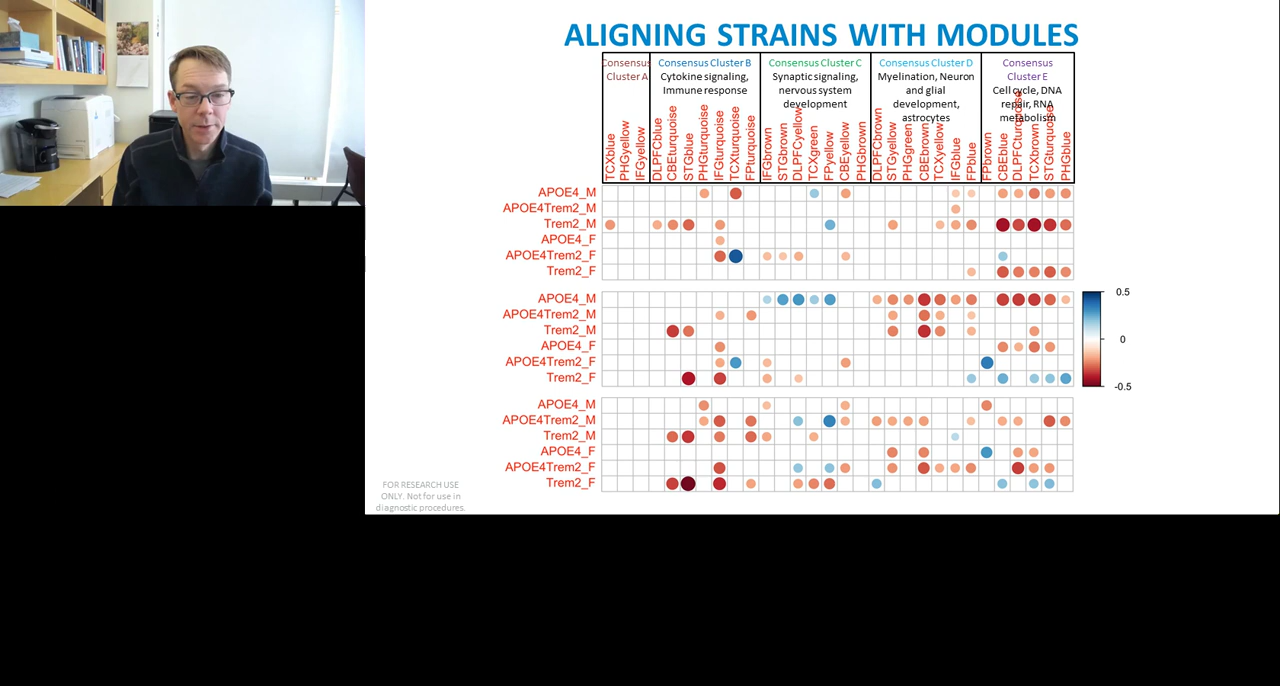 ALIGNING STRAINS WITH MODULES
Consensus
Cluster A
Consensus Cluster B
Cytokine signaling,
Immune response
Consensus Cluster C
Synaptic signaling,
nervous system
development
Consensus Cluster D
Myelination, Neuron
and glial
development,
astrocytes
Consensus
Cluster E
Cell cycle, DNA
repair, RNA
metabolism
TCXblue
PHGyellow
IFGyellow
DLPFCblue
CBEturquoise
STGblue
PHGturquoise
IFGturquoise
TCXturquoise
FPturquoise
IFGbrown
STGbrown
DLPFCyellow
TCXgreen
FPyellow
CBEyellow
PHGbrown
DLPFCbrown
STGyellow
PHGgreen
CBEbrown
TCXyellow
IFGblue
FPblue
FPbrown
CBEblue
DLPFCturquoise
TCXbrown
STGturquoise
PHGblue
APOE4_M
APOE4Trem2_M
Trem2_M
APOE4_F
APOE4Trem2_F
Trem2_F
APOE4_M
APOE4Trem2_M
Trem2_M
APOE4_F
APOE4Trem2_F
Trem2_F
0.5
0
-0.5
APOE4_M
APOE4Trem2_M
Trem2_M
APOE4_F
APOE4Trem2_F
Trem2_F
FOR RESEARCH USE
ONLY. Not for use in
diagnostic procedures.